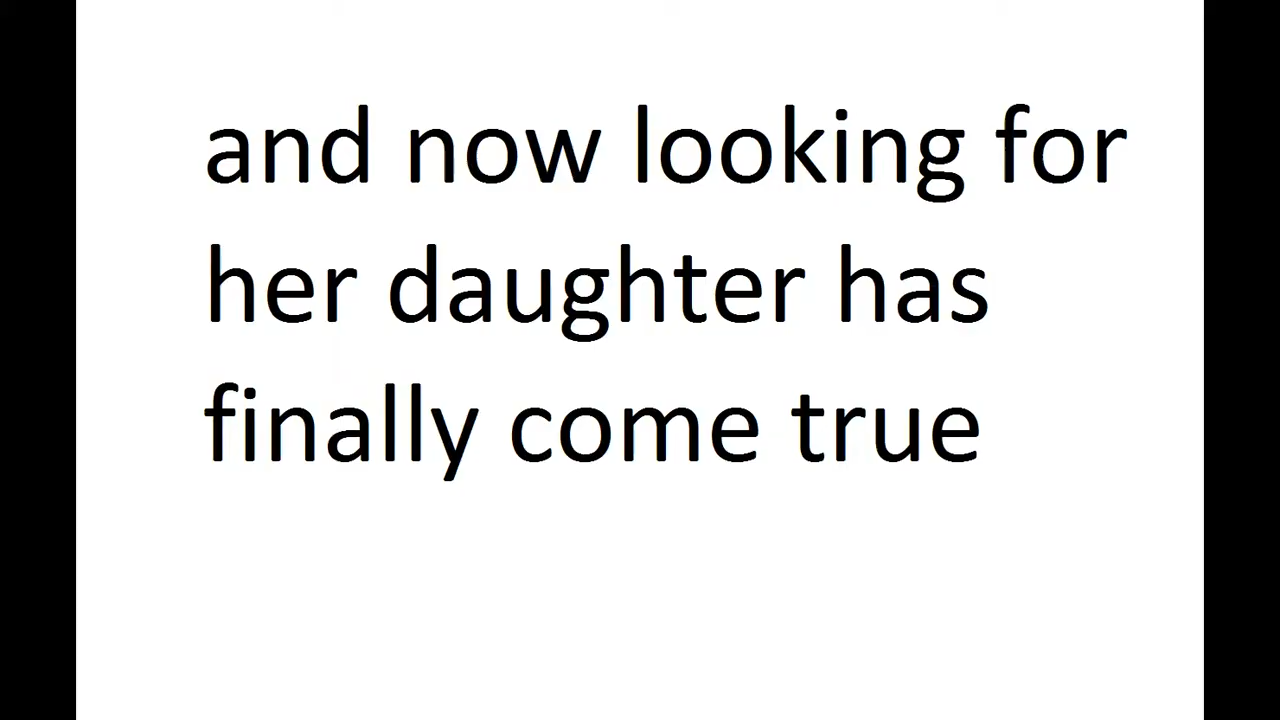 and now looking for
her daughter has
finally come true